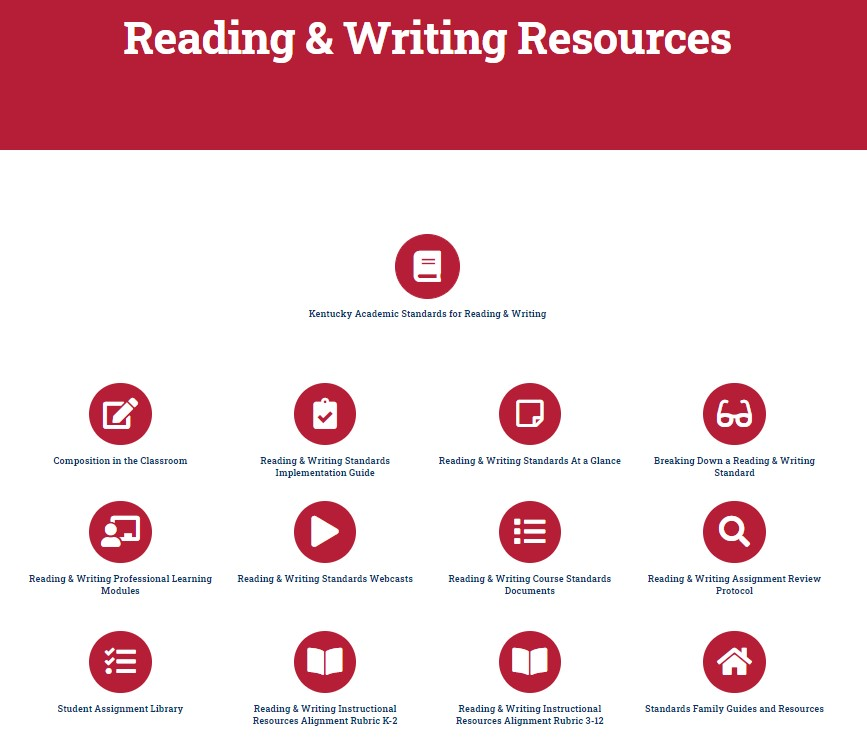 Reading & Writing Resources
Kentucky Academic Standards for Reading & Writing
Composition in the Classroom
Reading & Writing Standards
Implementation Guide
Reading & Writing Standards At a Glance
Breaking Down a Reading & Writing
Standard
Reading & Writing Professional Learning
Modules
Reading & Writing Standards Webcasts
Reading & Writing Course Standards
Documents
Reading & Writing Assignment Review
Protocol
Student Assignment Library
Reading & Writing Instructional
Resources Alignment Rubric K-2
Reading & Writing Instructional
Resources Alignment Rubric 3-12
Standards Family Guides and Resources